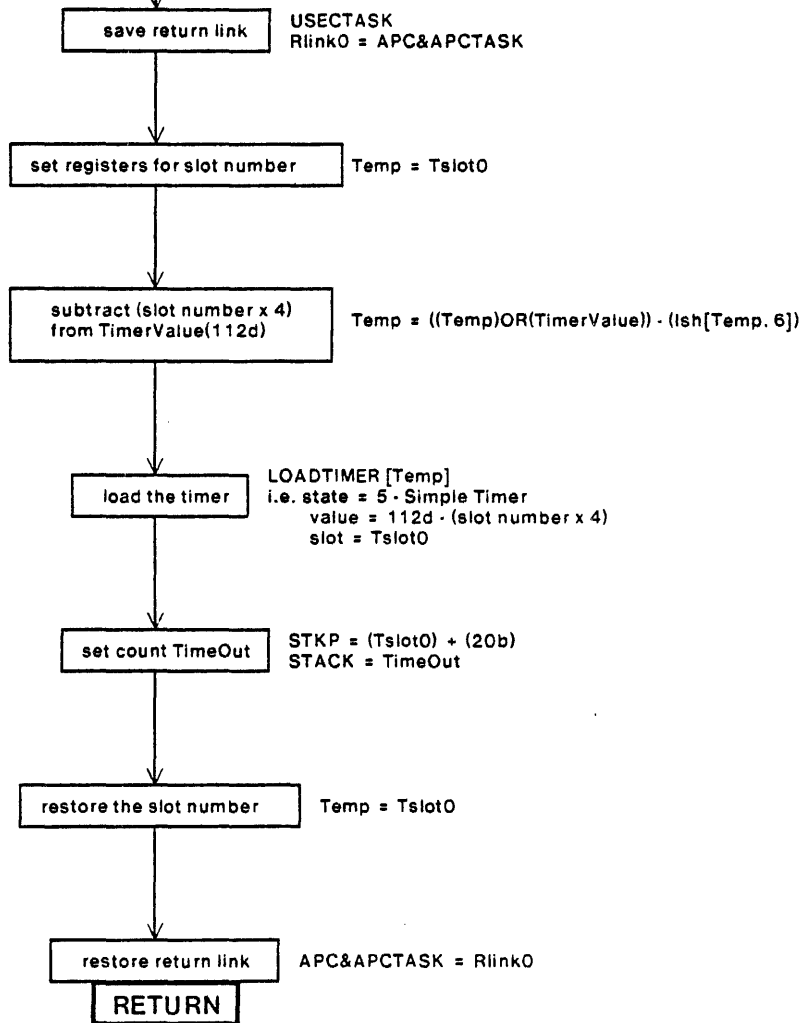 save return link
USECTASK
Rlink0 = APC&APCTASK
set registers for slot number
Temp = Tslot0
subtract (slot number x 4)
from TimerValue(112d)
Temp = ((Temp)OR(TimerValue)) - (lsh[Temp, 6])
load the timer
LOADTIMER [Temp]
i.e. state = 5 - Simple Timer
value = 112d - (slot number x 4)
slot = Tslot0
set count TimeOut
STKP = (Tslot0) + (20b)
STACK = TimeOut
restore the slot number
Temp = Tslot0
restore return link
APC&APCTASK = Rlink0
RETURN